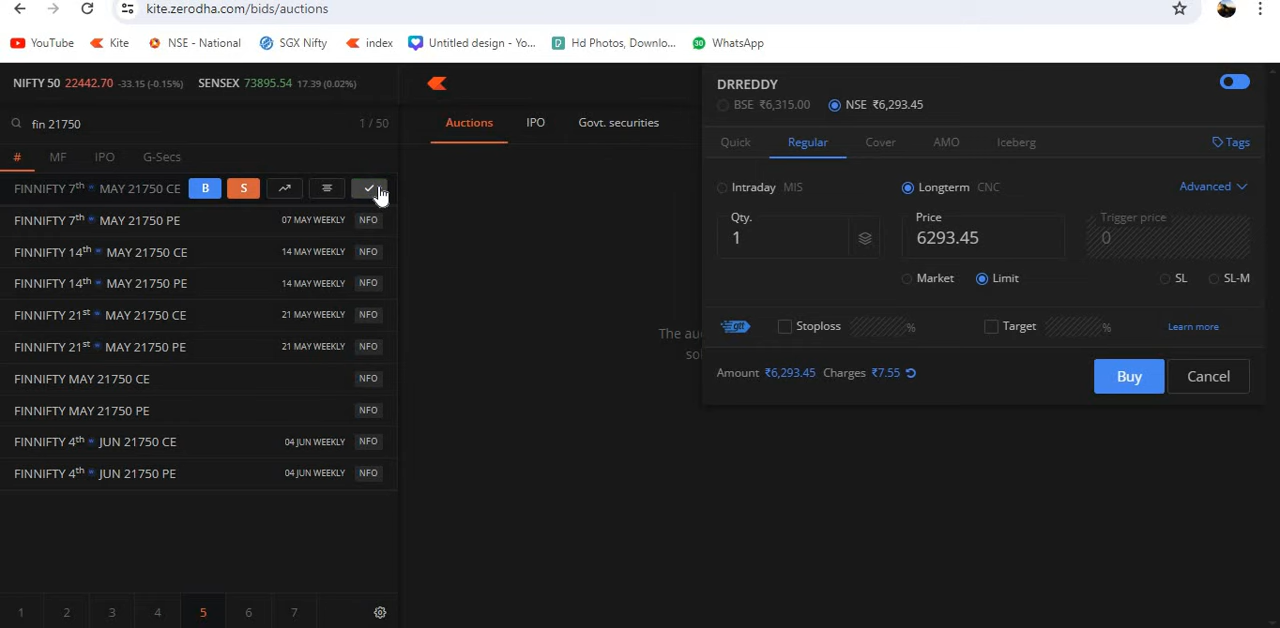 kite.zerodha.com/bids/auctions
YouTube Kite NSE - National SGX Nifty index Untitled design - Yo... D Hd Photos, Downlo... 30 WhatsApp
NIFTY 50 22442.70 -33.15 (-0.15%) SENSEX 73895.54 17.39 (0.02%)
fin 21750 1 / 50
# MF IPO G-Secs
FINNIFTY 7th w MAY 21750 CE B S
FINNIFTY 7th w MAY 21750 PE 07 MAY WEEKLY NFO
FINNIFTY 14th w MAY 21750 CE 14 MAY WEEKLY NFO
FINNIFTY 14th w MAY 21750 PE 14 MAY WEEKLY NFO
FINNIFTY 21st w MAY 21750 CE 21 MAY WEEKLY NFO
FINNIFTY 21st w MAY 21750 PE 21 MAY WEEKLY NFO
FINNIFTY MAY 21750 CE NFO
FINNIFTY MAY 21750 PE NFO
FINNIFTY 4th w JUN 21750 CE 04 JUN WEEKLY NFO
FINNIFTY 4th w JUN 21750 PE 04 JUN WEEKLY NFO
1 2 3 4 5 6 7
Auctions IPO Govt. securities
The auc
sol
DRREDDY
BSE ₹6,315.00 NSE ₹6,293.45
Quick Regular Cover AMO Iceberg Tags
Intraday MIS Longterm CNC Advanced
Qty. Price Trigger price
1 6293.45 0
Market Limit SL SL-M
gtt Stoploss % Target % Learn more
Amount ₹6,293.45 Charges ₹7.55 Buy Cancel